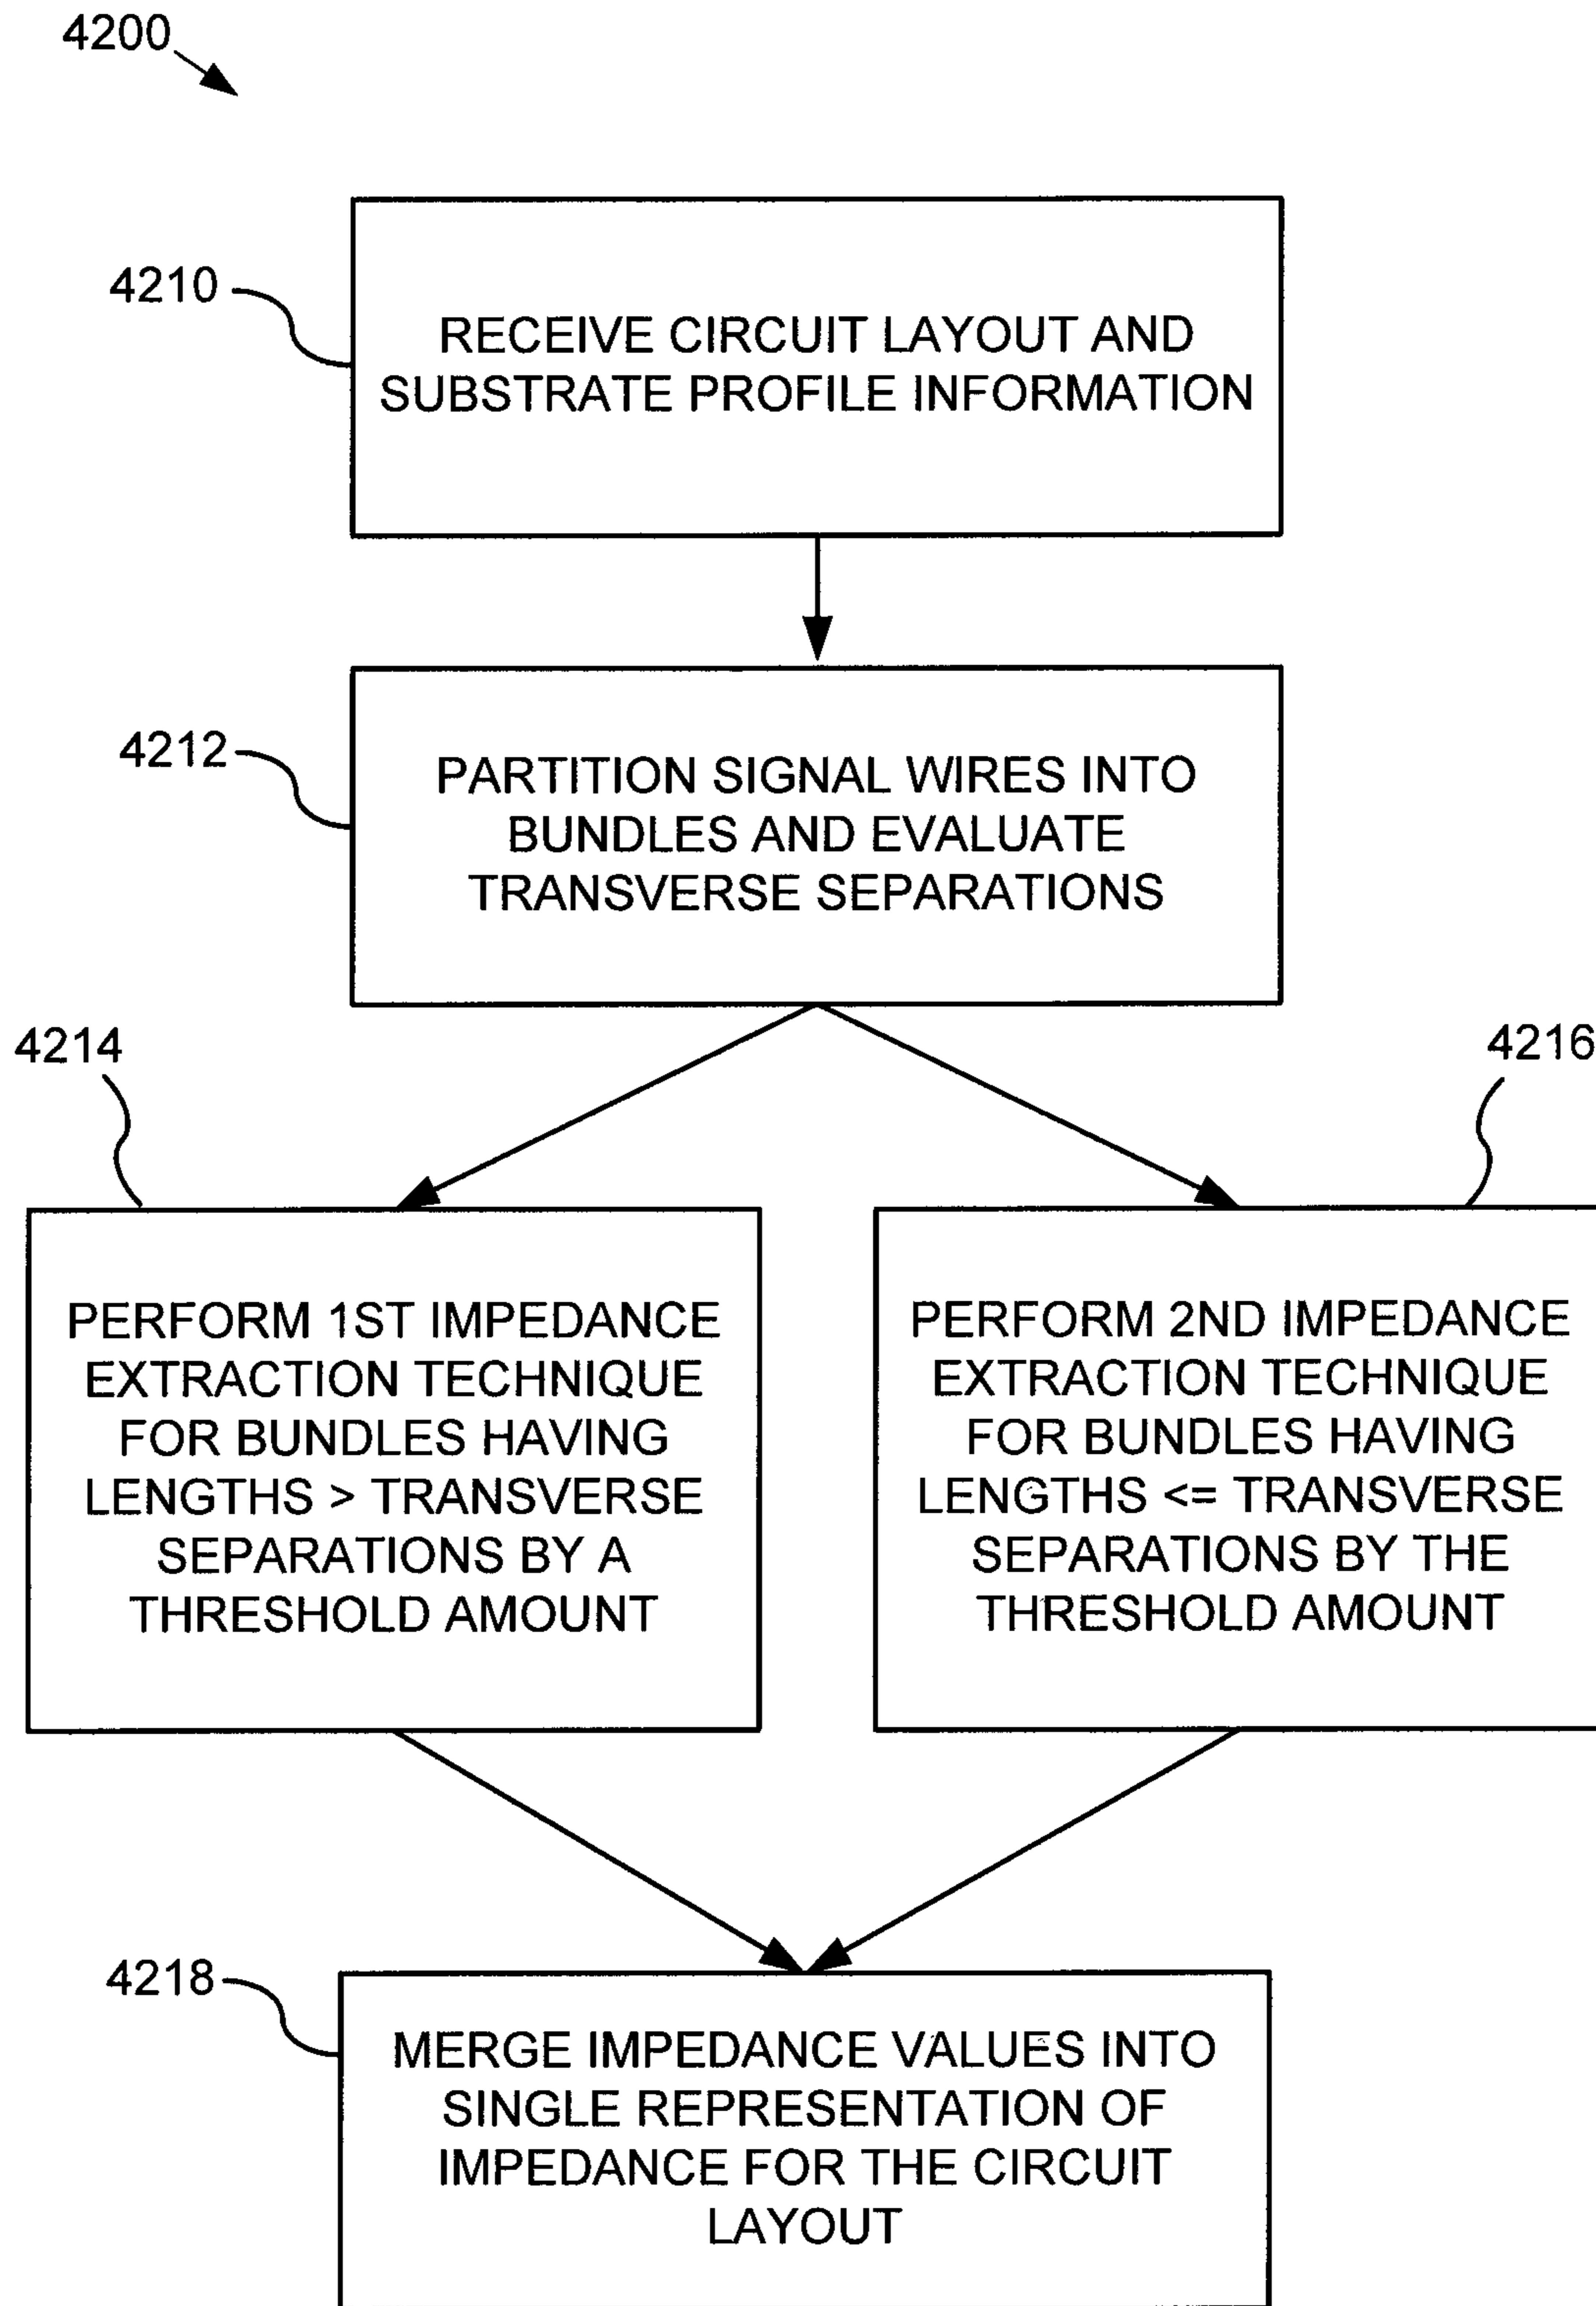 4200
4210
RECEIVE CIRCUIT LAYOUT AND
SUBSTRATE PROFILE INFORMATION
4212
PARTITION SIGNAL WIRES INTO
BUNDLES AND EVALUATE
TRANSVERSE SEPARATIONS
4214
PERFORM 1ST IMPEDANCE
EXTRACTION TECHNIQUE
FOR BUNDLES HAVING
LENGTHS > TRANSVERSE
SEPARATIONS BY A
THRESHOLD AMOUNT
4216
PERFORM 2ND IMPEDANCE
EXTRACTION TECHNIQUE
FOR BUNDLES HAVING
LENGTHS <= TRANSVERSE
SEPARATIONS BY THE
THRESHOLD AMOUNT
4218
MERGE IMPEDANCE VALUES INTO
SINGLE REPRESENTATION OF
IMPEDANCE FOR THE CIRCUIT
LAYOUT